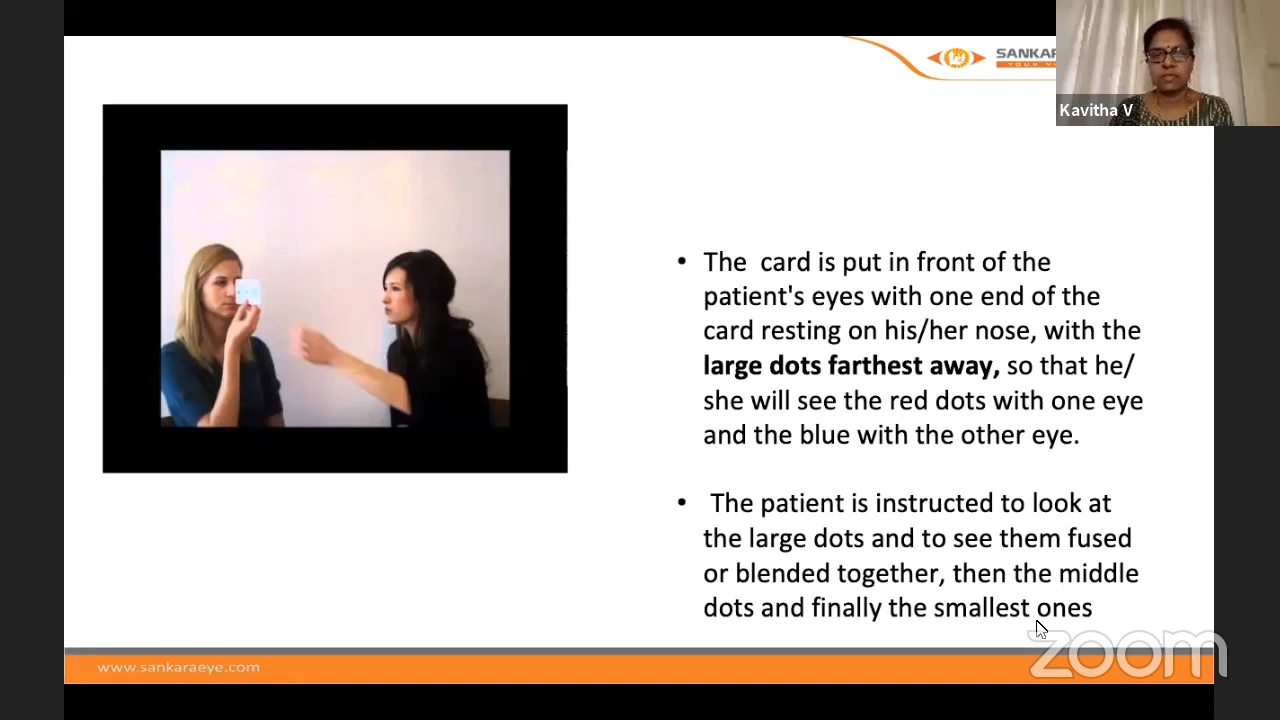 SANKARA
Kavitha V
• The card is put in front of the
patient's eyes with one end of the
card resting on his/her nose, with the
large dots farthest away, so that he/
she will see the red dots with one eye
and the blue with the other eye.
• The patient is instructed to look at
the large dots and to see them fused
or blended together, then the middle
dots and finally the smallest ones
www.sankaraeye.com
zoom